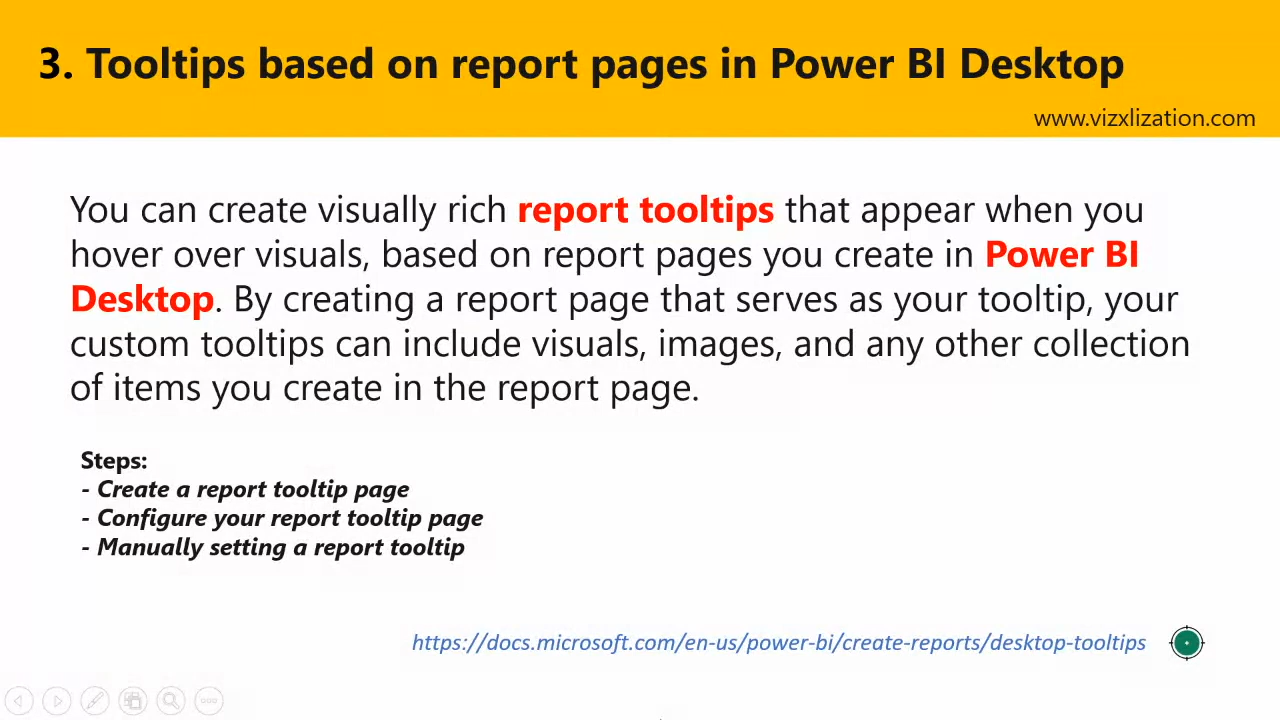 3. Tooltips based on report pages in Power BI Desktop
www.vizxlization.com
You can create visually rich report tooltips that appear when you
hover over visuals, based on report pages you create in Power BI
Desktop. By creating a report page that serves as your tooltip, your
custom tooltips can include visuals, images, and any other collection
of items you create in the report page.
Steps:
- Create a report tooltip page
- Configure your report tooltip page
- Manually setting a report tooltip
https://docs.microsoft.com/en-us/power-bi/create-reports/desktop-tooltips